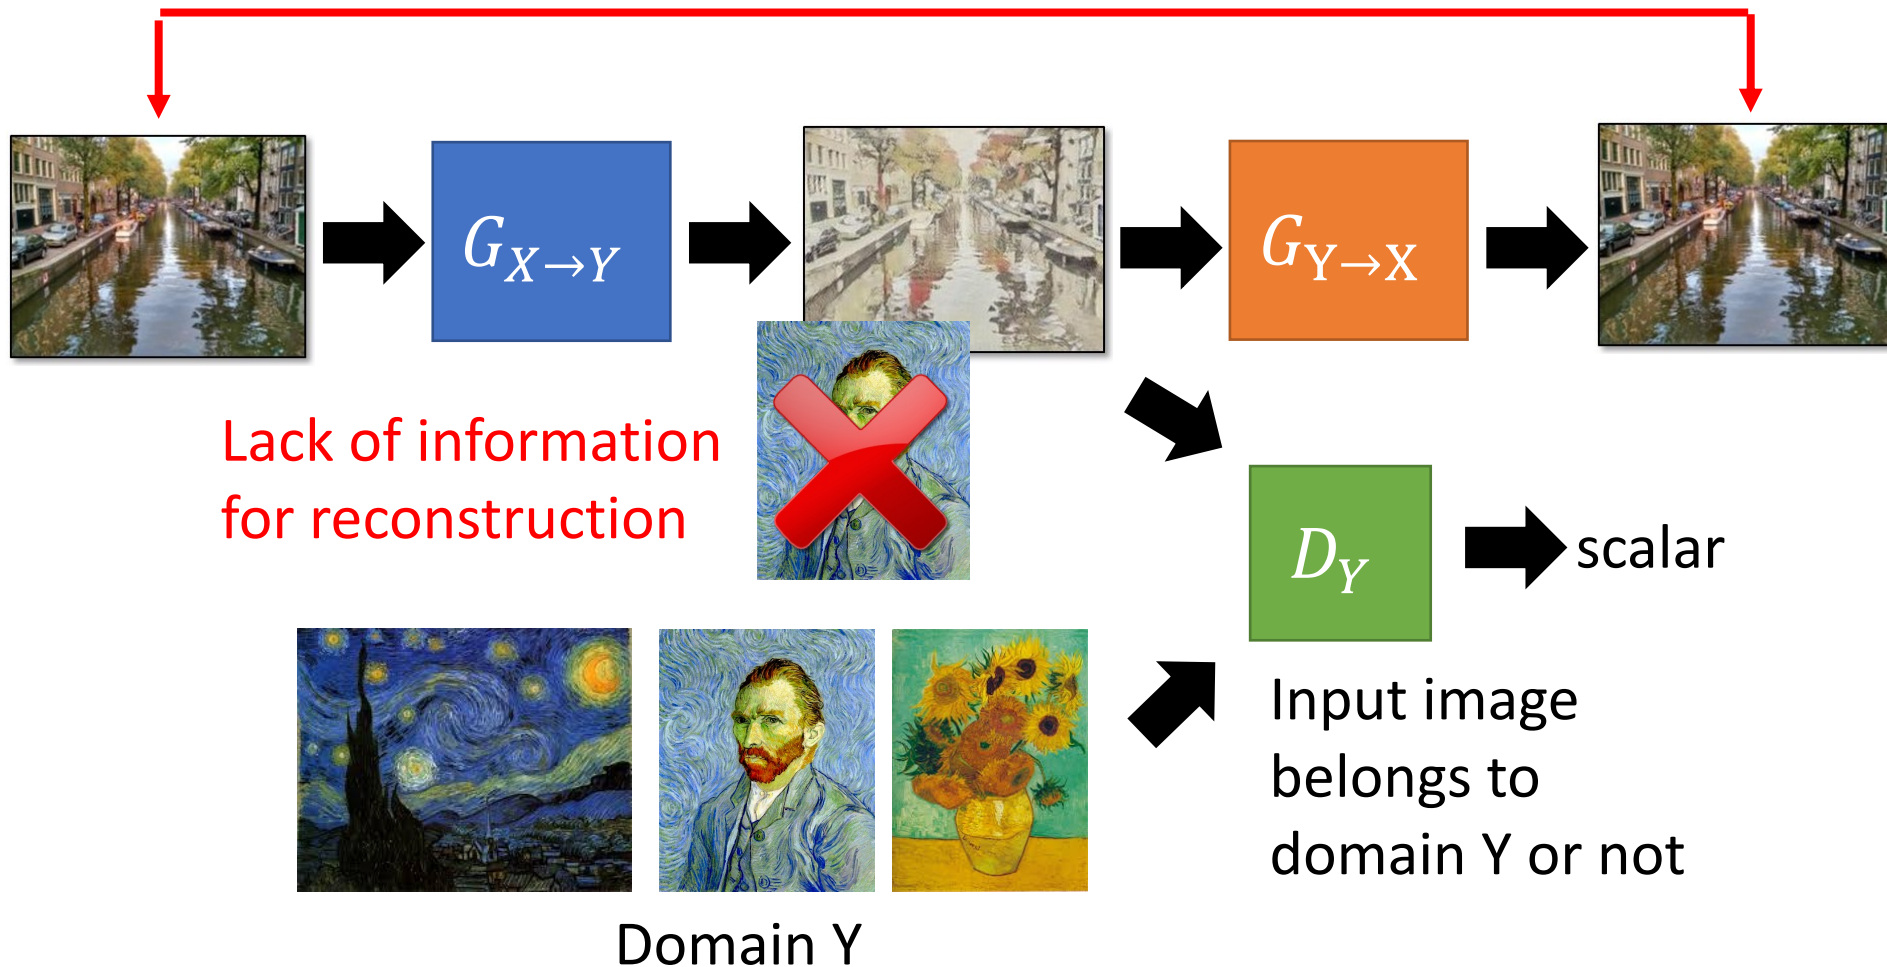 G_{X→Y}
G_{Y→X}
Lack of information
for reconstruction
D_Y
scalar
Input image
belongs to
domain Y or not
Domain Y